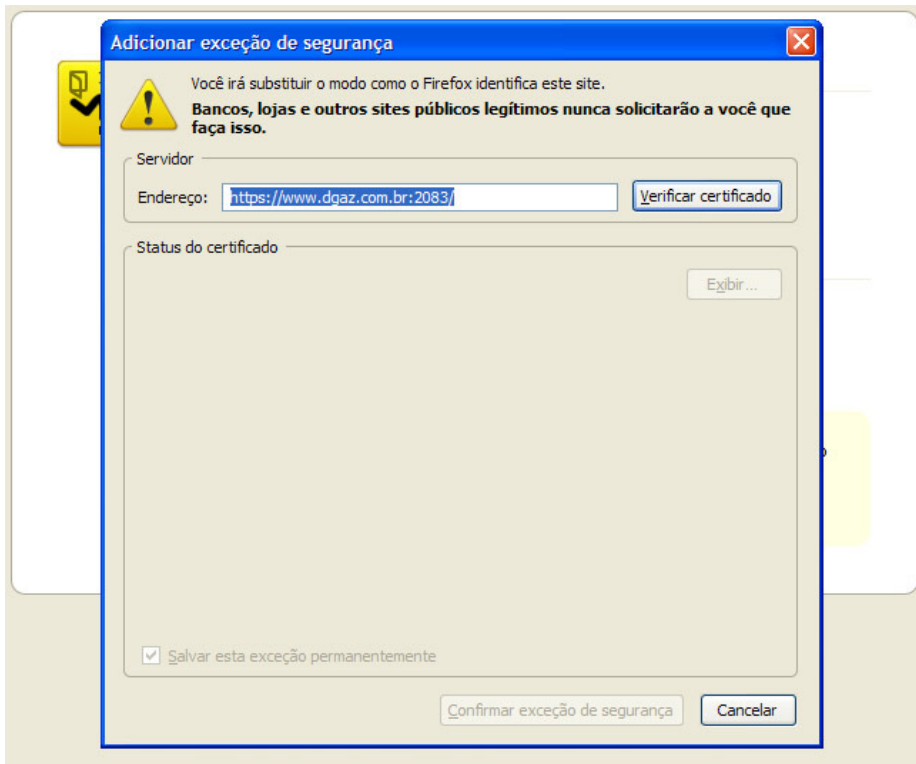 Adicionar exceção de segurança
Você irá substituir o modo como o Firefox identifica este site.
Bancos, lojas e outros sites públicos legítimos nunca solicitarão a você que
faça isso.
Servidor
Endereço: https://www.dgaz.com.br:2083/ Verificar certificado
Status do certificado
Exibir...
Salvar esta exceção permanentemente
Confirmar exceção de segurança Cancelar